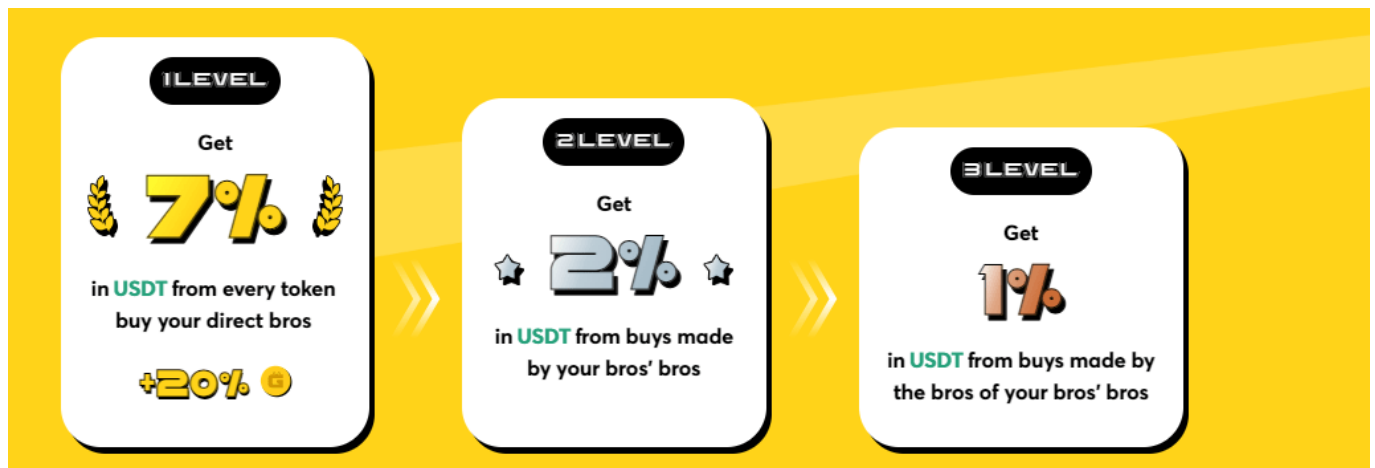 1LEVEL
Get
7%
in USDT from every token
buy your direct bros
+20% G
2LEVEL
Get
2%
in USDT from buys made
by your bros’ bros
3LEVEL
Get
1%
in USDT from buys made by
the bros of your bros’ bros